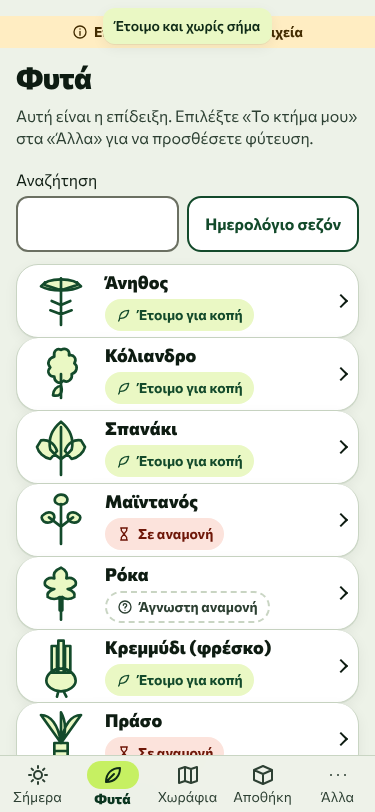 Έτοιμο και χωρίς σήμα
Φυτά
Αυτή είναι η επίδειξη. Επιλέξτε «Το κτήμα μου»
στα «Άλλα» για να προσθέσετε φύτευση.
Αναζήτηση
Ημερολόγιο σεζόν
Άνηθος
Έτοιμο για κοπή
Κόλιανδρο
Έτοιμο για κοπή
Σπανάκι
Έτοιμο για κοπή
Μαϊντανός
Σε αναμονή
Ρόκα
Άγνωστη αναμονή
Κρεμμύδι (φρέσκο)
Έτοιμο για κοπή
Πράσο
Σε αναμονή
Σήμερα
Φυτά
Χωράφια
Αποθήκη
Άλλα